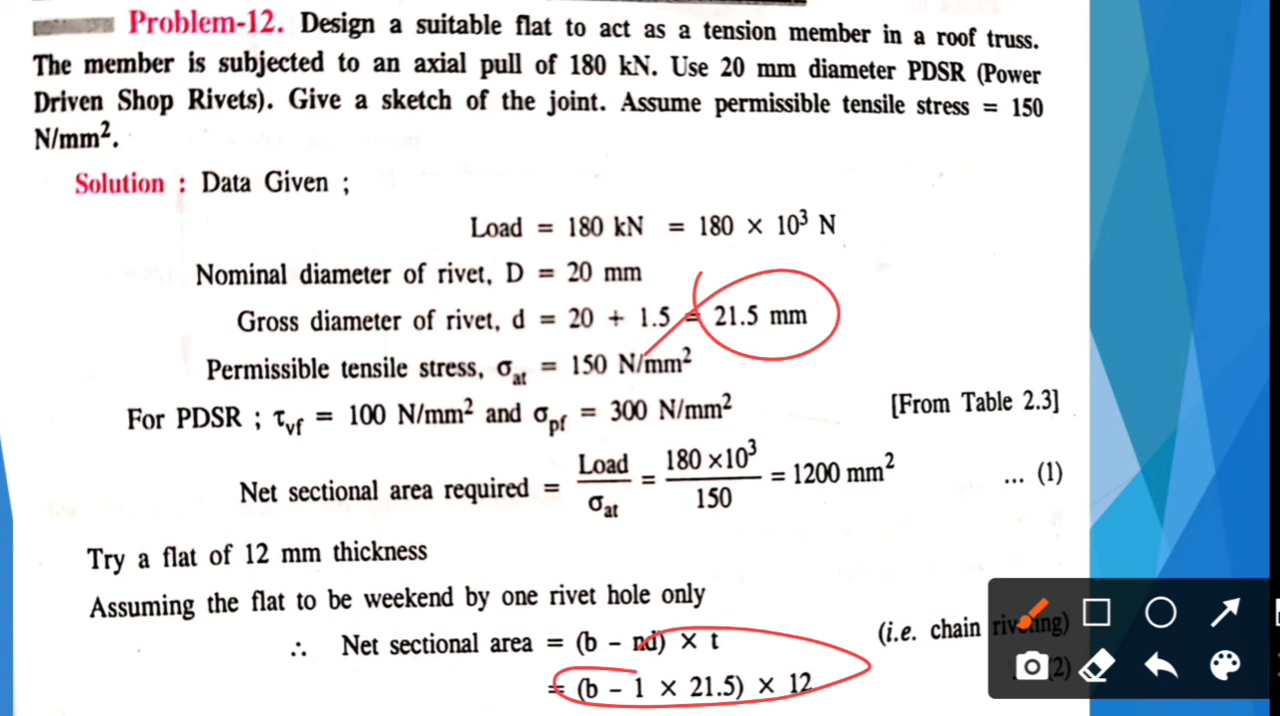 Problem-12. Design a suitable flat to act as a tension member in a roof truss.
The member is subjected to an axial pull of 180 kN. Use 20 mm diameter PDSR (Power
Driven Shop Rivets). Give a sketch of the joint. Assume permissible tensile stress = 150
N/mm².
Solution : Data Given ;
Load = 180 kN = 180 × 10³ N
Nominal diameter of rivet, D = 20 mm
Gross diameter of rivet, d = 20 + 1.5 = 21.5 mm
Permissible tensile stress, σat = 150 N/mm²
For PDSR ; τvf = 100 N/mm² and σpf = 300 N/mm² [From Table 2.3]
Net sectional area required = Load / σat = 180 ×10³ / 150 = 1200 mm² ... (1)
Try a flat of 12 mm thickness
Assuming the flat to be weekend by one rivet hole only
∴ Net sectional area = (b − nd) × t (i.e. chain riveting)
= (b − 1 × 21.5) × 12 (2)